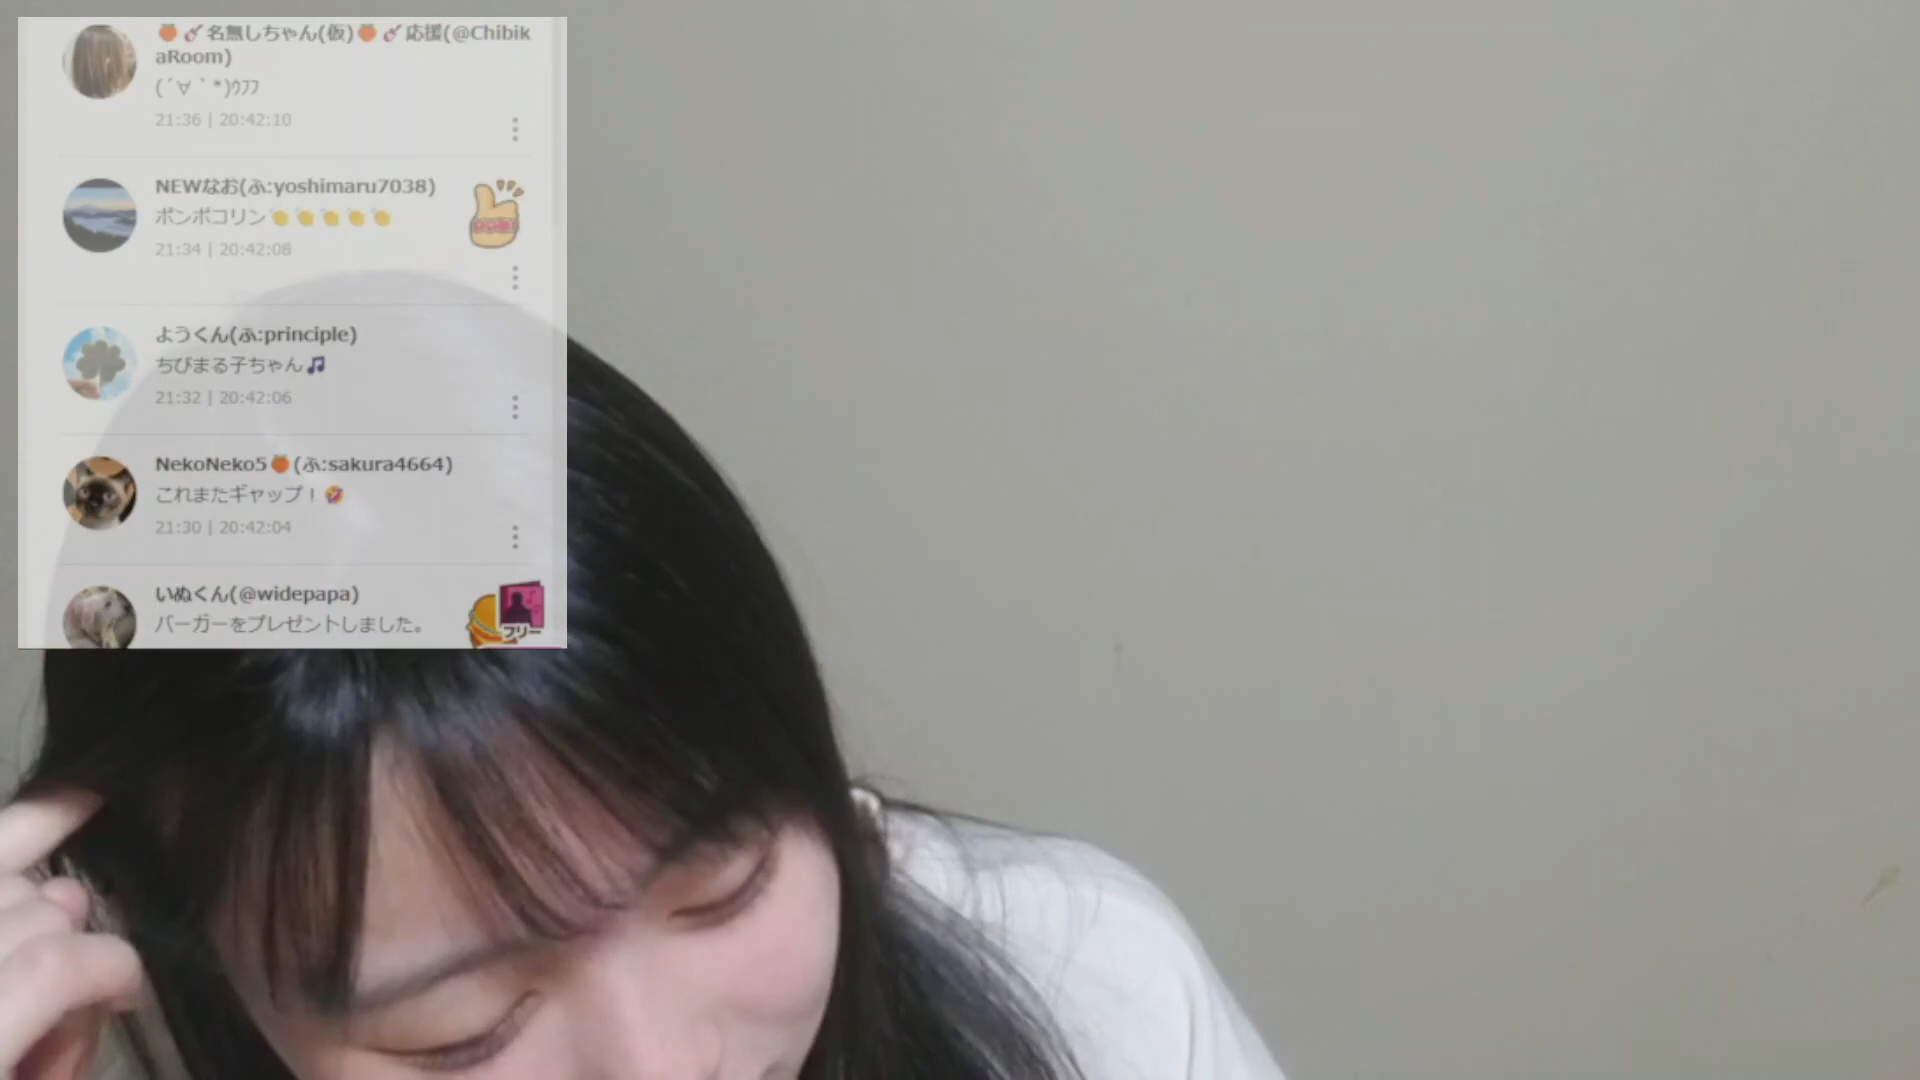 🍑🎸名無しちゃん(仮)🍑🎸応援(@Chibik
aRoom)
(´∀｀*)ｳﾌﾌ
21:36 | 20:42:10
NEWなお(ふ:yoshimaru7038)
ポンポコリン👏👏👏👏👏
21:34 | 20:42:08
ようくん(ふ:principle)
ちびまる子ちゃん🎵
21:32 | 20:42:06
NekoNeko5🍑(ふ:sakura4664)
これまたギャップ！🤣
21:30 | 20:42:04
いぬくん(@widepapa)
バーガーをプレゼントしました。
フリー